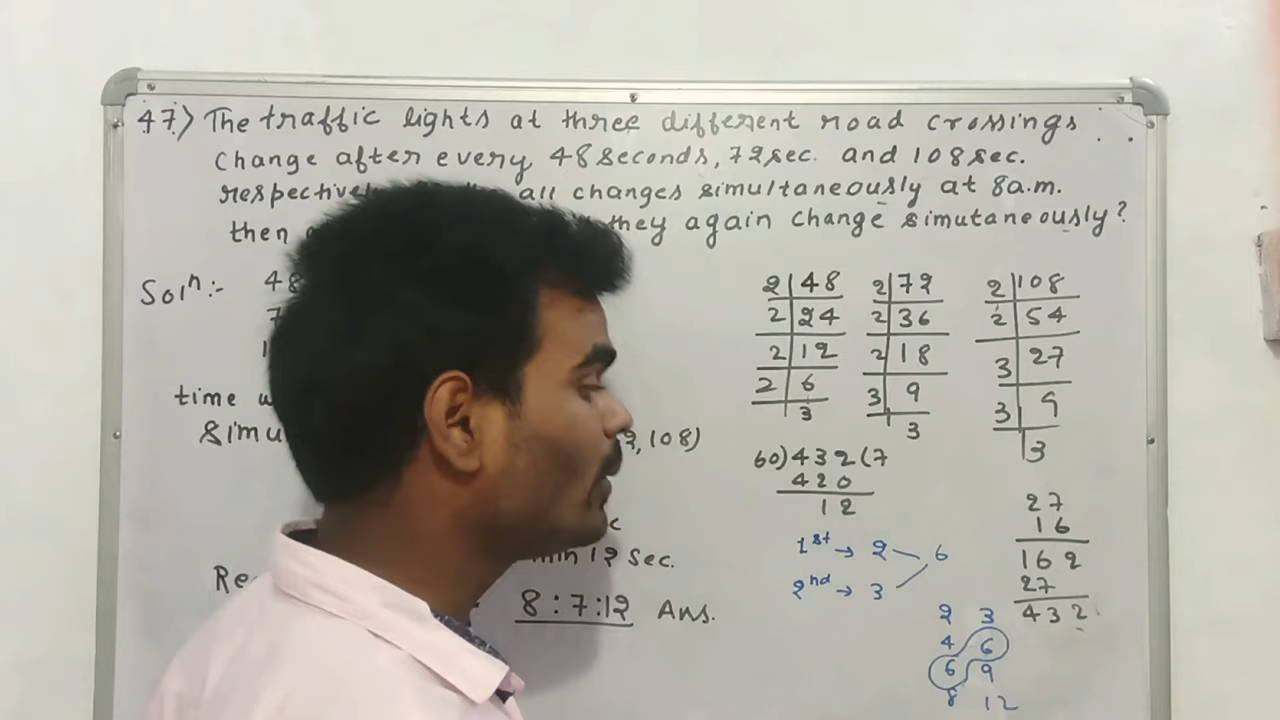 47) The traffic lights at three different road crossings
change after every 48 seconds, 72 sec. and 108 sec.
all changes simultaneously at 8 a.m.
then they again change simutaneously?
Solⁿ:- 48
time
108)
min 12 sec.
8:7:12 Ans.
2|48
2|24
2|12
2|6
3
2|72
2|36
2|18
3|9
3
2|108
2|54
3|27
3|9
3
60)432(7
420
12
27
16
162
27
432
1st → 2 6
2nd → 3
2 3
4 6
6 9
8 12